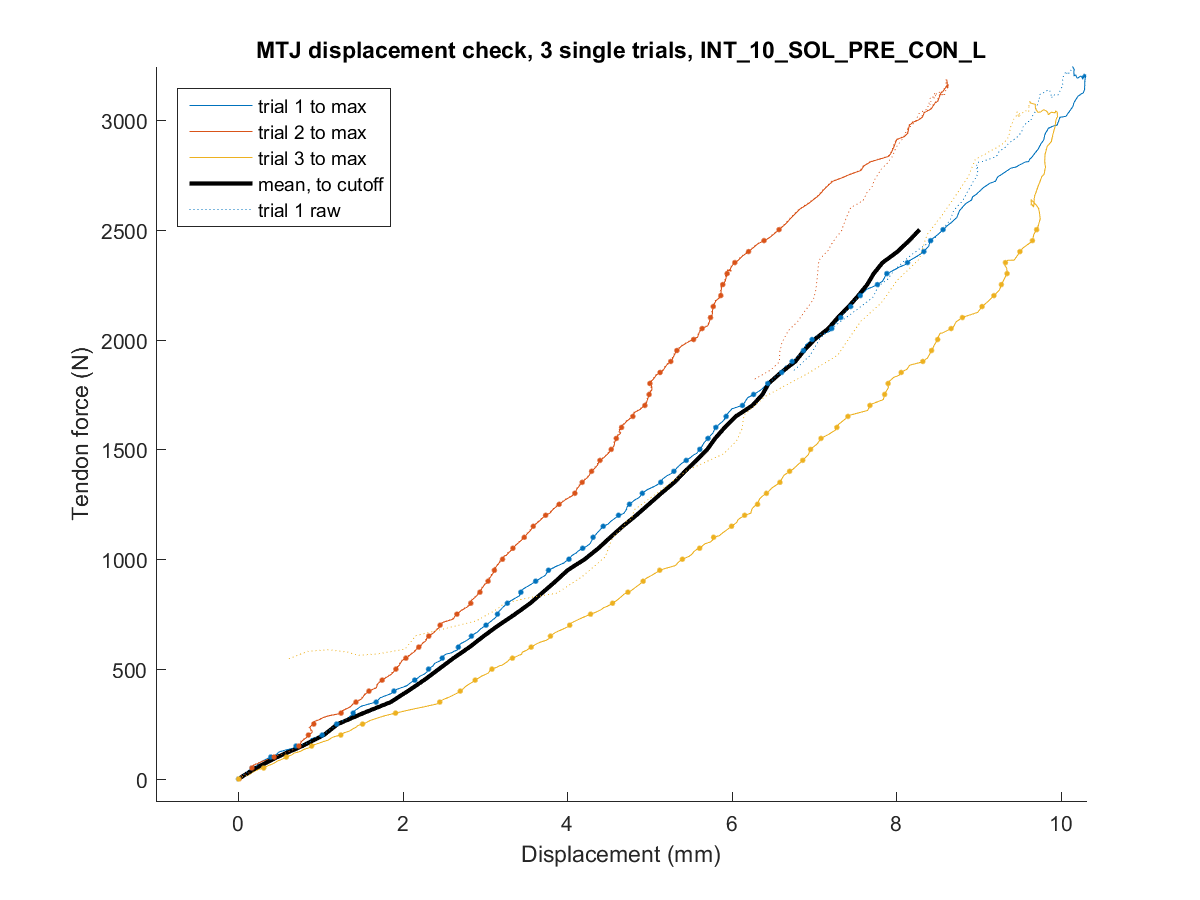 MTJ displacement check, 3 single trials, INT_10_SOL_PRE_CON_L
trial 1 to max
trial 2 to max
trial 3 to max
mean, to cutoff
trial 1 raw
3000
2500
2000
1500
1000
500
0
Tendon force (N)
0 2 4 6 8 10
Displacement (mm)